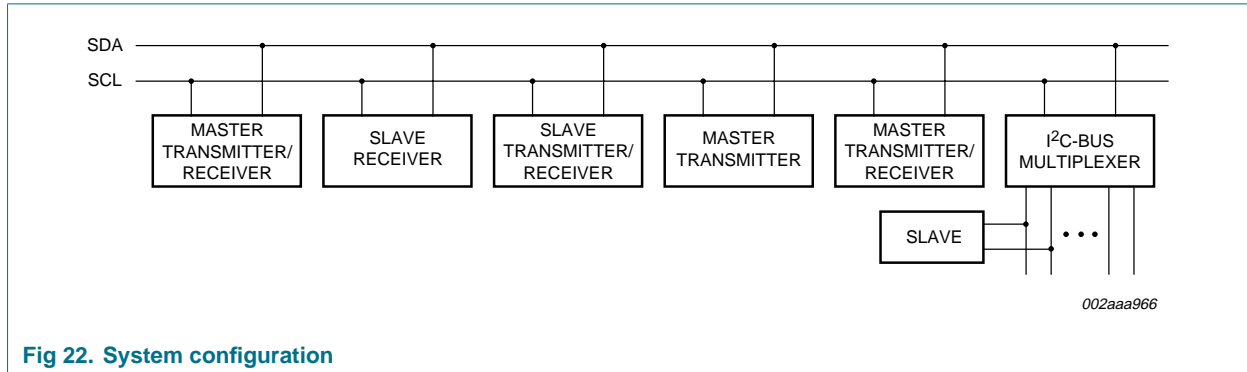 SDA
SCL
MASTER
TRANSMITTER/
RECEIVER
SLAVE
RECEIVER
SLAVE
TRANSMITTER/
RECEIVER
MASTER
TRANSMITTER
MASTER
TRANSMITTER/
RECEIVER
I²C-BUS
MULTIPLEXER
SLAVE
002aaa966
Fig 22. System configuration